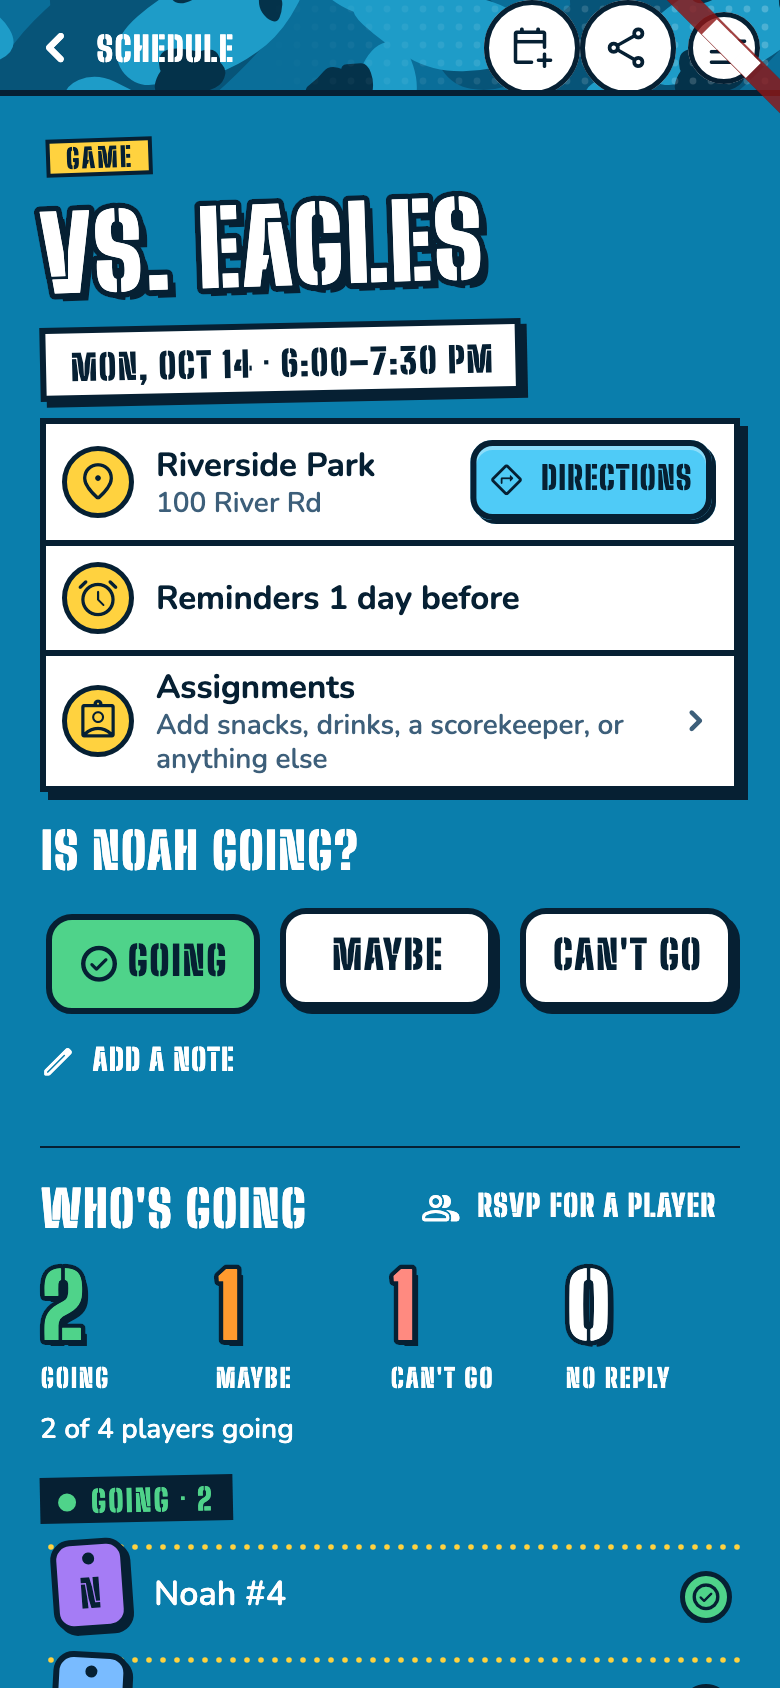 SCHEDULE
GAME
VS. EAGLES
MON, OCT 14 · 6:00–7:30 PM
Riverside Park
100 River Rd
DIRECTIONS
Reminders 1 day before
Assignments
Add snacks, drinks, a scorekeeper, or
anything else
IS NOAH GOING?
GOING
MAYBE
CAN'T GO
ADD A NOTE
WHO'S GOING
RSVP FOR A PLAYER
2
1
1
0
GOING
MAYBE
CAN'T GO
NO REPLY
2 of 4 players going
GOING · 2
N
Noah #4